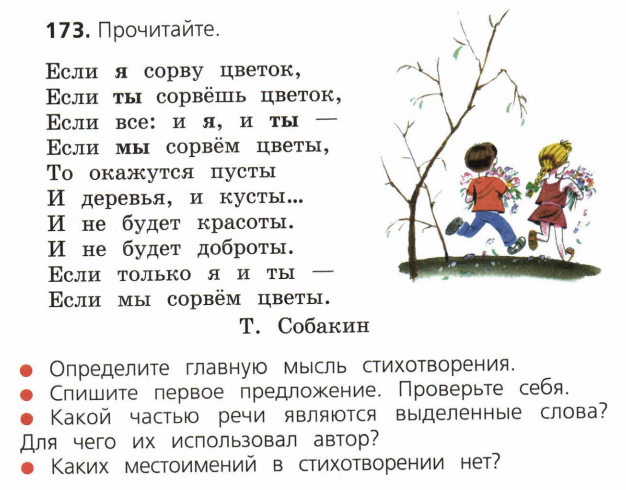 173. Прочитайте.
Если я сорву цветок,
Если ты сорвёшь цветок,
Если все: и я, и ты —
Если мы сорвём цветы,
То окажутся пусты
И деревья, и кусты...
И не будет красоты.
И не будет доброты.
Если только я и ты —
Если мы сорвём цветы.
Т. Собакин
● Определите главную мысль стихотворения.
● Спишите первое предложение. Проверьте себя.
● Какой частью речи являются выделенные слова?
Для чего их использовал автор?
● Каких местоимений в стихотворении нет?